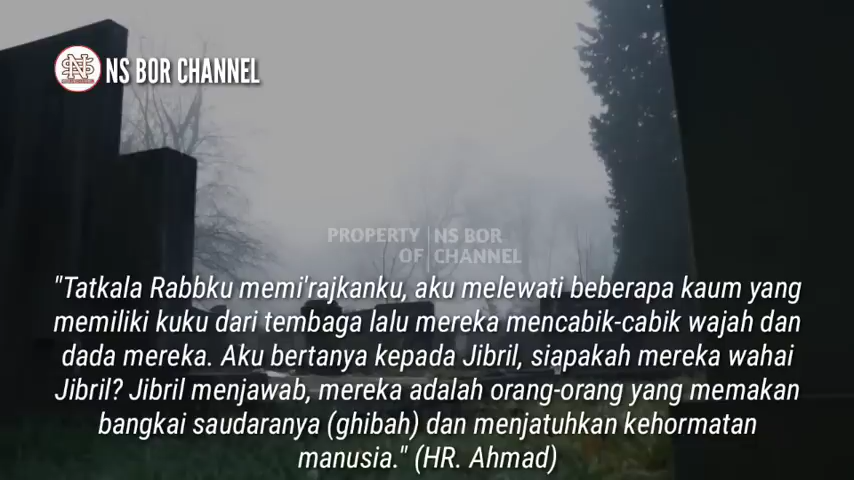 NS BOR CHANNEL
PROPERTY OF
NS BOR CHANNEL
"Tatkala Rabbku memi'rajkanku, aku melewati beberapa kaum yang
memiliki kuku dari tembaga lalu mereka mencabik-cabik wajah dan
dada mereka. Aku bertanya kepada Jibril, siapakah mereka wahai
Jibril? Jibril menjawab, mereka adalah orang-orang yang memakan
bangkai saudaranya (ghibah) dan menjatuhkan kehormatan
manusia." (HR. Ahmad)